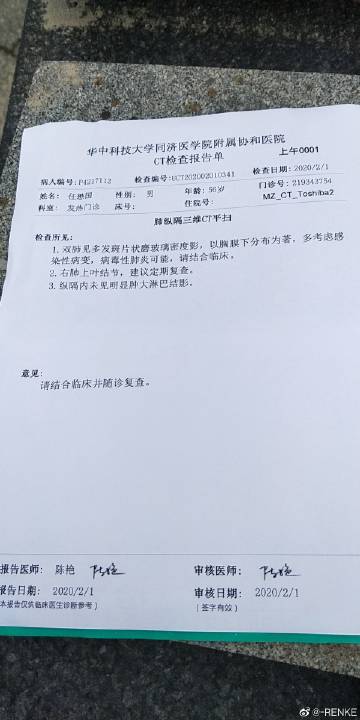 华中科技大学同济医学院附属协和医院
CT检查报告单
上午0001
病人编号:P4217112 检查编号:ECT202002010341 检查日期:2020/2/1
姓名: 性别: 男 年龄:56岁 门诊号:219343754
科室: 发热门诊 床号: 住院号: MZ_CT_Toshiba2
肺纵隔三维CT平扫
检查所见:
1.双肺见多发斑片状磨玻璃密度影，以胸膜下分布为著，多考虑感
染性病变，病毒性肺炎可能，请结合临床。
2.右肺上叶结节，建议定期复查。
3.纵隔内未见明显肿大淋巴结影。
意见:
请结合临床并随诊复查。
报告医师: 陈艳 审核医师:
报告日期: 2020/2/1 审核日期: 2020/2/1
本报告仅供临床医生诊断参考) (签字有效)
@-RENKE